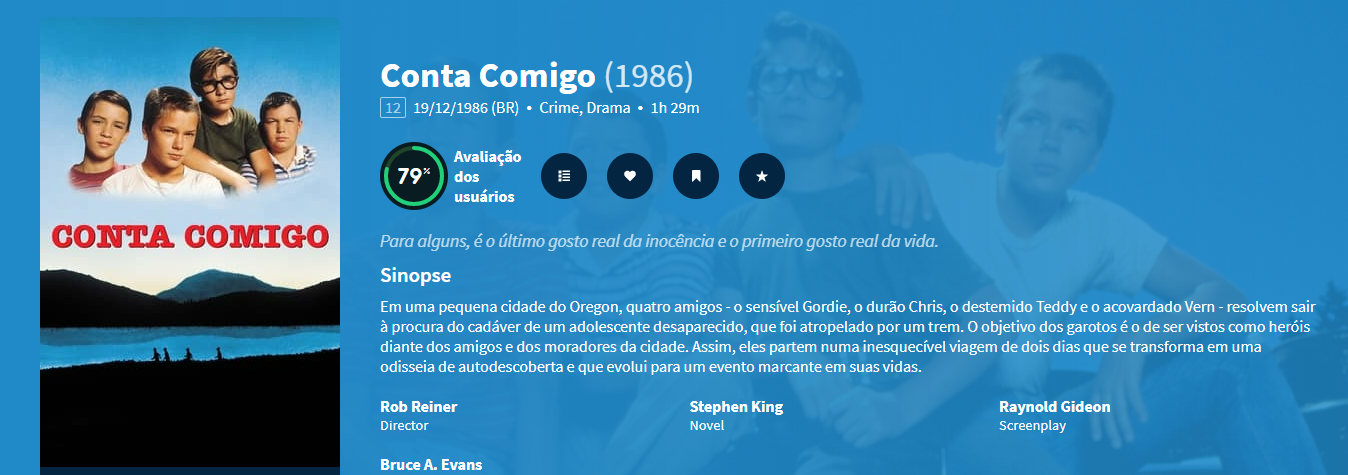 CONTA COMIGO
Conta Comigo (1986)
12 19/12/1986 (BR) • Crime, Drama • 1h 29m
79%
Avaliação
dos
usuários
Para alguns, é o último gosto real da inocência e o primeiro gosto real da vida.
Sinopse
Em uma pequena cidade do Oregon, quatro amigos - o sensível Gordie, o durão Chris, o destemido Teddy e o acovardado Vern - resolvem sair
à procura do cadáver de um adolescente desaparecido, que foi atropelado por um trem. O objetivo dos garotos é o de ser vistos como heróis
diante dos amigos e dos moradores da cidade. Assim, eles partem numa inesquecível viagem de dois dias que se transforma em uma
odisseia de autodescoberta e que evolui para um evento marcante em suas vidas.
Rob Reiner
Director
Stephen King
Novel
Raynold Gideon
Screenplay
Bruce A. Evans